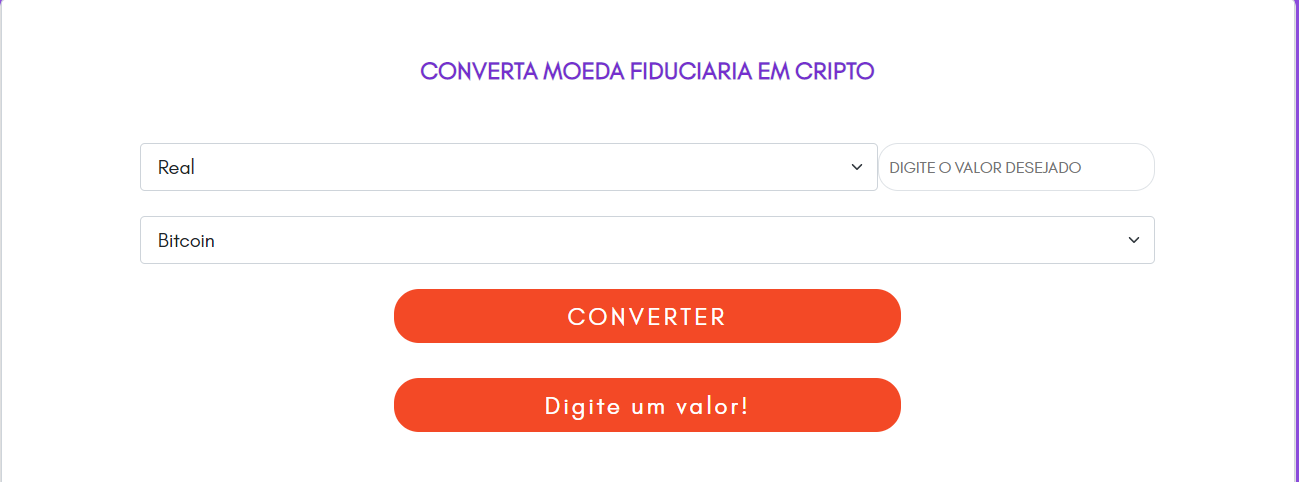 CONVERTA MOEDA FIDUCIARIA EM CRIPTO
Real
DIGITE O VALOR DESEJADO
Bitcoin
CONVERTER
Digite um valor!